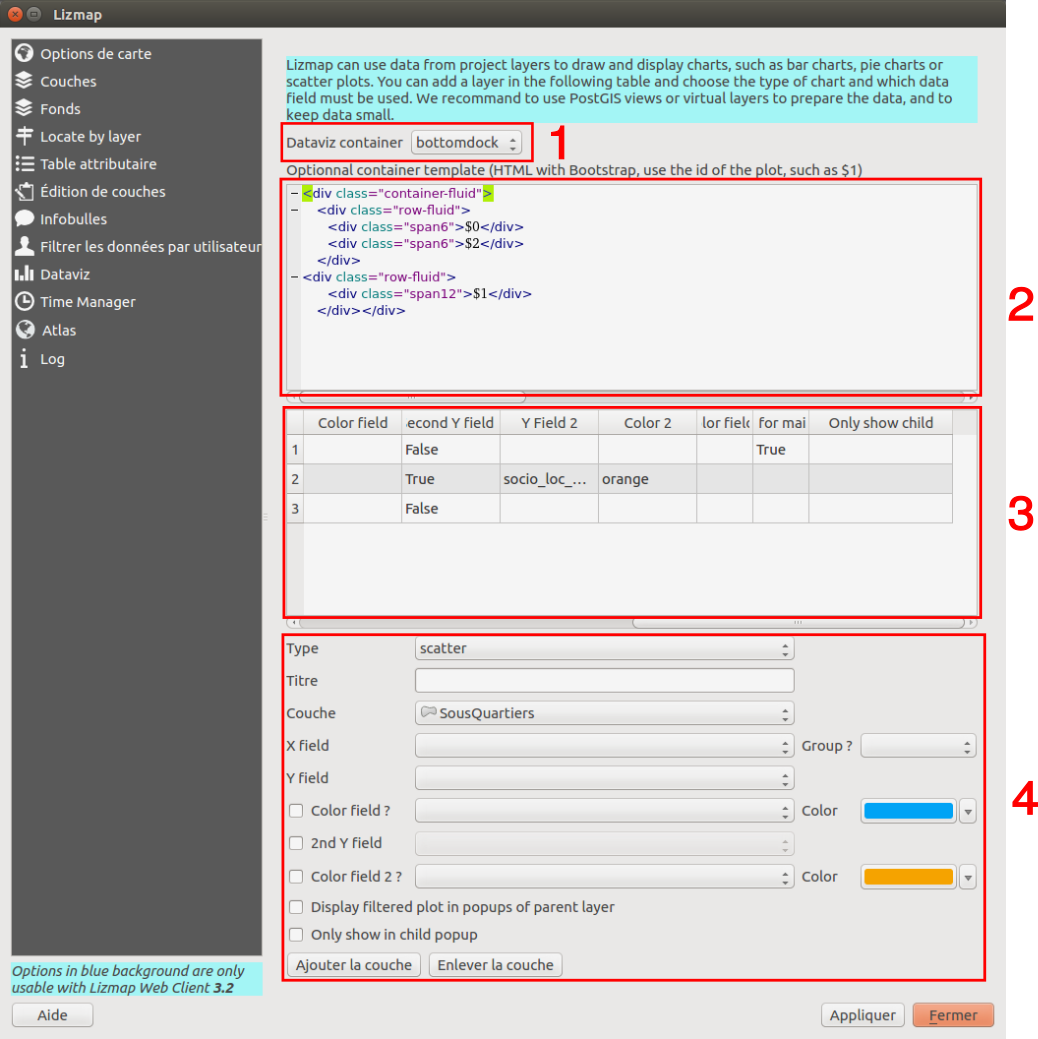 Lizmap
Options de carte
Couches
Fonds
Locate by layer
Table attributaire
Édition de couches
Infobulles
Filtrer les données par utilisateur
Dataviz
Time Manager
Atlas
Log
Options in blue background are only
usable with Lizmap Web Client 3.2
Aide
Lizmap can use data from project layers to draw and display charts, such as bar charts, pie charts or
scatter plots. You can add a layer in the following table and choose the type of chart and which data
field must be used. We recommand to use PostGIS views or virtual layers to prepare the data, and to
keep data small.
Dataviz container bottomdock 1
Optionnal container template (HTML with Bootstrap, use the id of the plot, such as $1)
<div class="container-fluid">
<div class="row-fluid">
<div class="span6">$0</div>
<div class="span6">$2</div>
</div>
<div class="row-fluid">
<div class="span12">$1</div>
</div></div>
2
Color field econd Y field Y Field 2 Color 2 lor field for mai Only show child
1 False True
2 True socio_loc_... orange
3 False
3
Type scatter
Titre
Couche SousQuartiers
X field Group ?
Y field
Color field ? Color
2nd Y field
Color field 2 ? Color
Display filtered plot in popups of parent layer
Only show in child popup
Ajouter la couche Enlever la couche
4
Appliquer Fermer